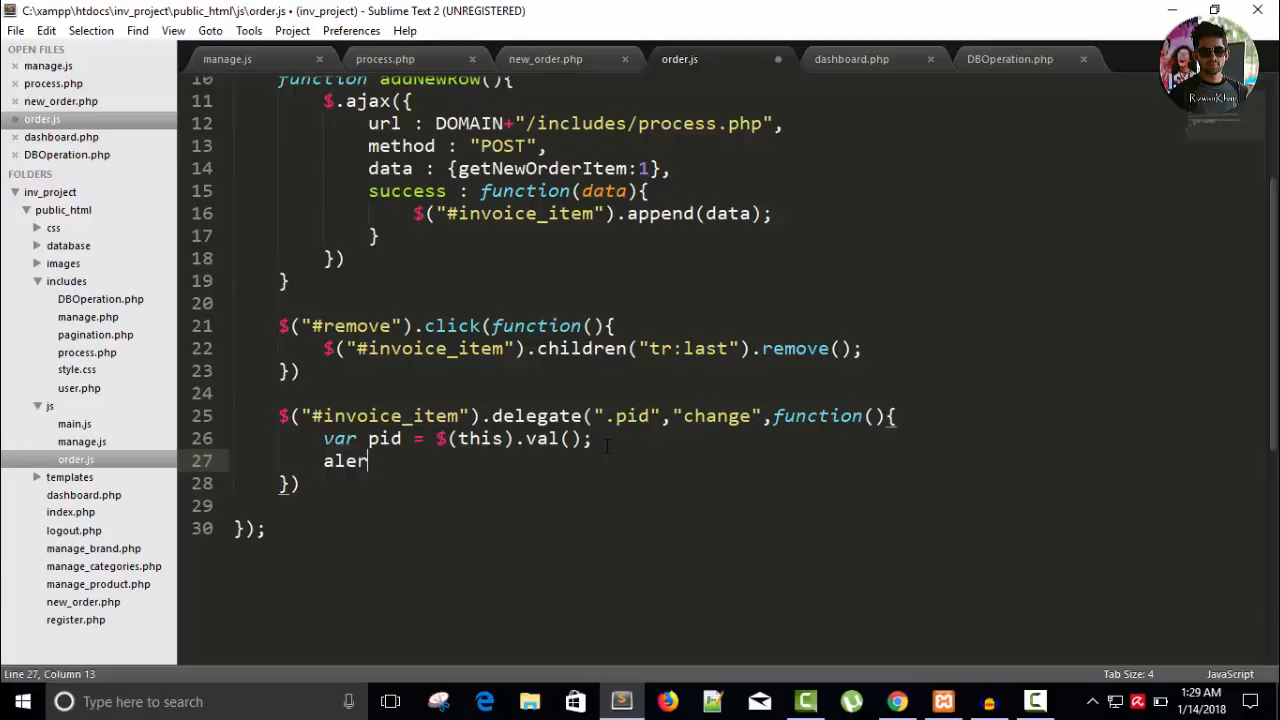 C:\xampp\htdocs\inv_project\public_html\js\order.js • (inv_project) - Sublime Text 2 (UNREGISTERED)
File Edit Selection Find View Goto Tools Project Preferences Help
OPEN FILES
manage.js
process.php
new_order.php
order.js
dashboard.php
DBOperation.php
FOLDERS
inv_project
public_html
css
database
images
includes
DBOperation.php
manage.php
pagination.php
process.php
style.css
user.php
js
main.js
manage.js
order.js
templates
dashboard.php
index.php
logout.php
manage_brand.php
manage_categories.php
manage_product.php
new_order.php
register.php
manage.js process.php new_order.php order.js dashboard.php DBOperation.php
RizwanKhan
10 function addNewRow(){
11 $.ajax({
12 url : DOMAIN+"/includes/process.php",
13 method : "POST",
14 data : {getNewOrderItem:1},
15 success : function(data){
16 $("#invoice_item").append(data);
17 }
18 })
19 }
20
21 $("#remove").click(function(){
22 $("#invoice_item").children("tr:last").remove();
23 })
24
25 $("#invoice_item").delegate(".pid","change",function(){
26 var pid = $(this).val();
27 aler
28 })
29
30 });
Line 27, Column 13 Tab Size: 4 JavaScript
Type here to search
1:29 AM
1/14/2018